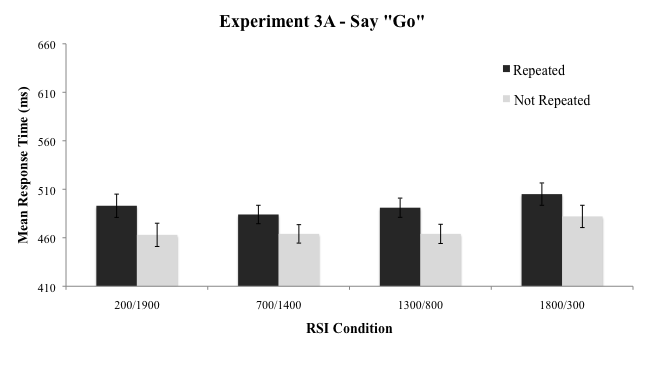 Experiment 3A - Say "Go"
660
610
560
510
460
410
Mean Response Time (ms)
Repeated
Not Repeated
200/1900
700/1400
1300/800
1800/300
RSI Condition